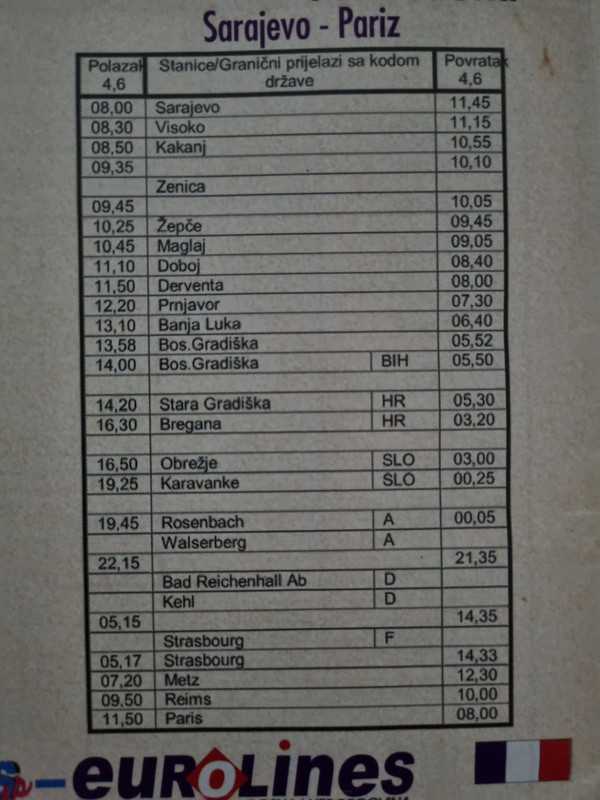 Sarajevo - Pariz
Polazak Stanice/Granični prijelazi sa kodom Povratak
4,6 države 4,6
08,00 Sarajevo 11,45
08,30 Visoko 11,15
08,50 Kakanj 10,55
09,35 10,10
Zenica
09,45 10,05
10,25 Žepče 09,45
10,45 Maglaj 09,05
11,10 Doboj 08,40
11,50 Derventa 08,00
12,20 Prnjavor 07,30
13,10 Banja Luka 06,40
13,58 Bos.Gradiška 05,52
14,00 Bos.Gradiška BIH 05,50
14,20 Stara Gradiška HR 05,30
16,30 Bregana HR 03,20
16,50 Obrežje SLO 03,00
19,25 Karavanke SLO 00,25
19,45 Rosenbach A 00,05
Walserberg A
22,15 21,35
Bad Reichenhall Ab D
Kehl D
05,15 14,35
Strasbourg F
05,17 Strasbourg 14,33
07,20 Metz 12,30
09,50 Reims 10,00
11,50 Paris 08,00
euROLines